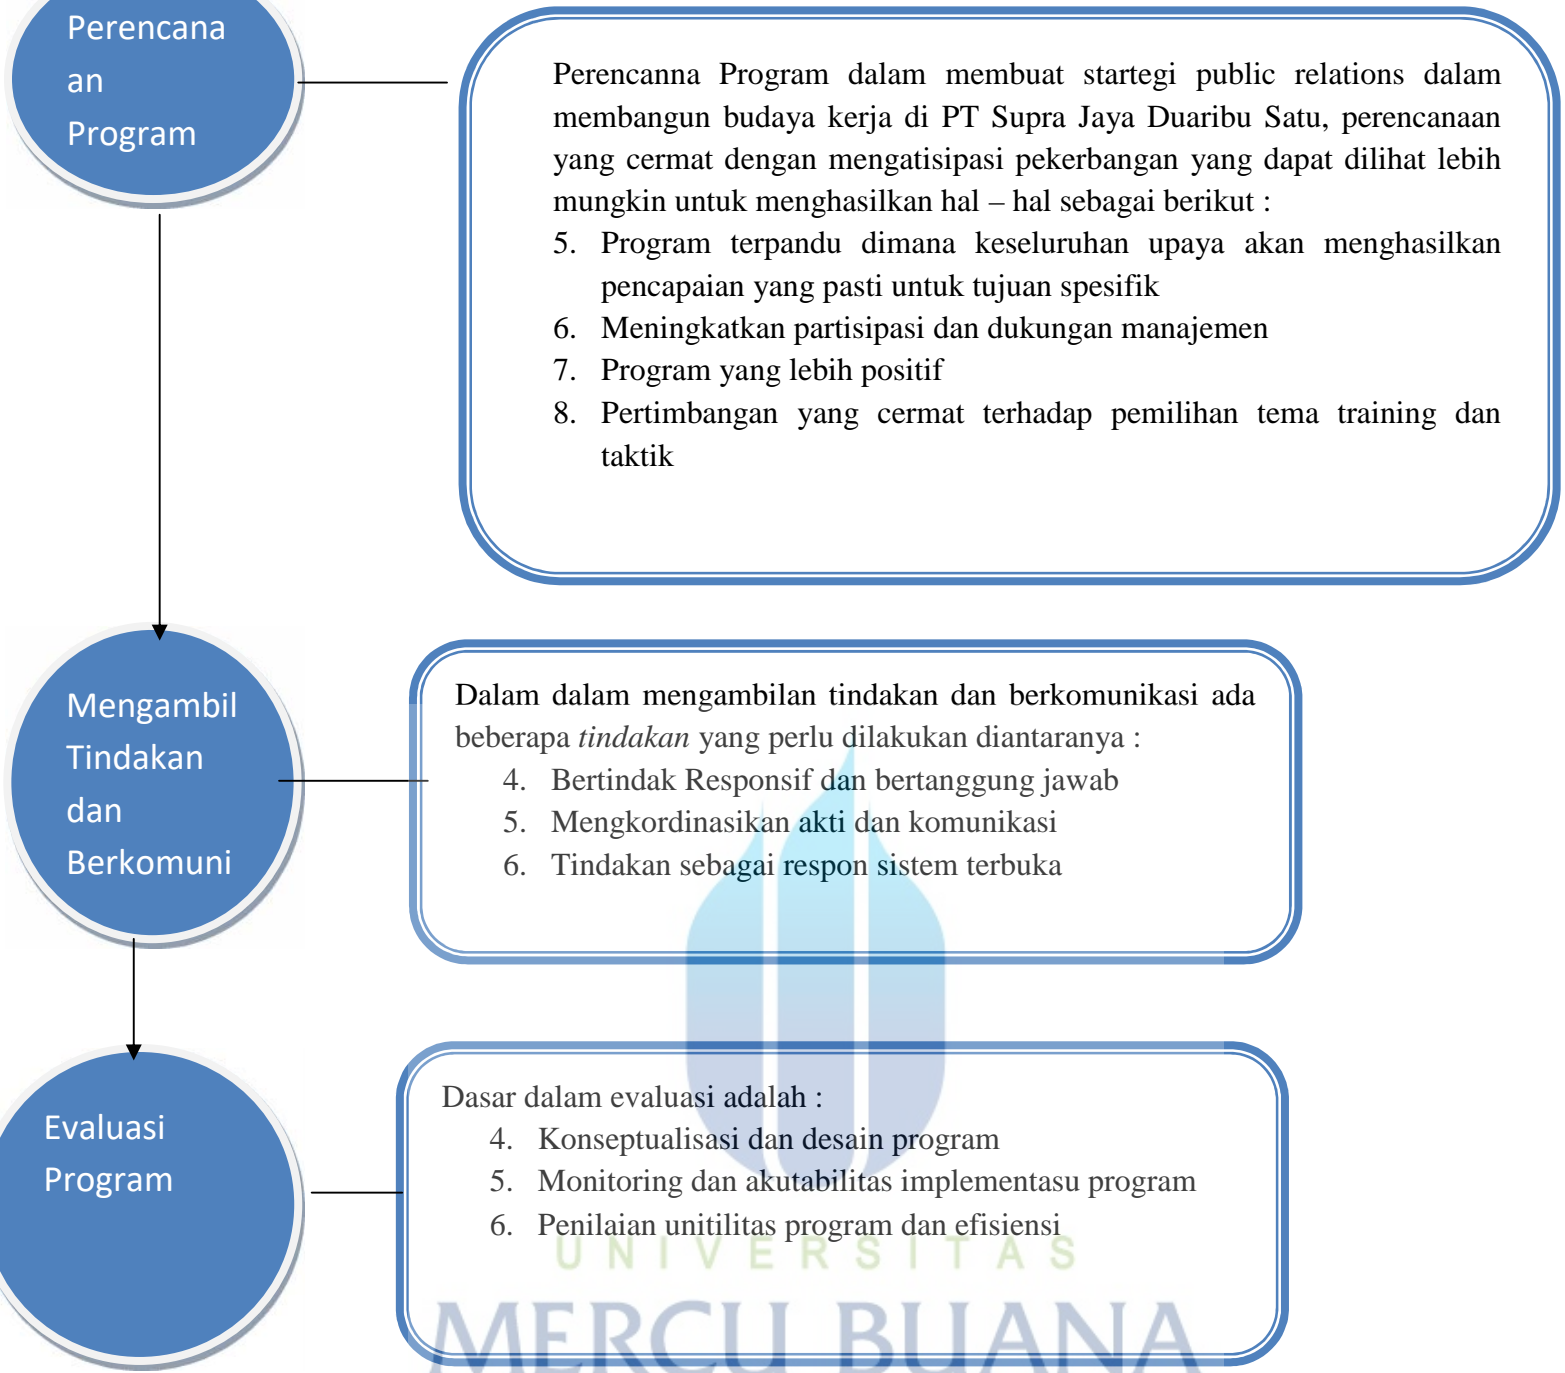 Perencana
an
Program
Perencanna Program dalam membuat startegi public relations dalam
membangun budaya kerja di PT Supra Jaya Duaribu Satu, perencanaan
yang cermat dengan mengatisipasi pekerbangan yang dapat dilihat lebih
mungkin untuk menghasilkan hal – hal sebagai berikut :
5. Program terpandu dimana keseluruhan upaya akan menghasilkan
pencapaian yang pasti untuk tujuan spesifik
6. Meningkatkan partisipasi dan dukungan manajemen
7. Program yang lebih positif
8. Pertimbangan yang cermat terhadap pemilihan tema training dan
taktik
Mengambil
Tindakan
dan
Berkomuni
Dalam dalam mengambilan tindakan dan berkomunikasi ada
beberapa tindakan yang perlu dilakukan diantaranya :
4. Bertindak Responsif dan bertanggung jawab
5. Mengkordinasikan akti dan komunikasi
6. Tindakan sebagai respon sistem terbuka
Evaluasi
Program
Dasar dalam evaluasi adalah :
4. Konseptualisasi dan desain program
5. Monitoring dan akutabilitas implementasu program
6. Penilaian unitilitas program dan efisiensi
UNIVERSITAS
MERCU BUANA